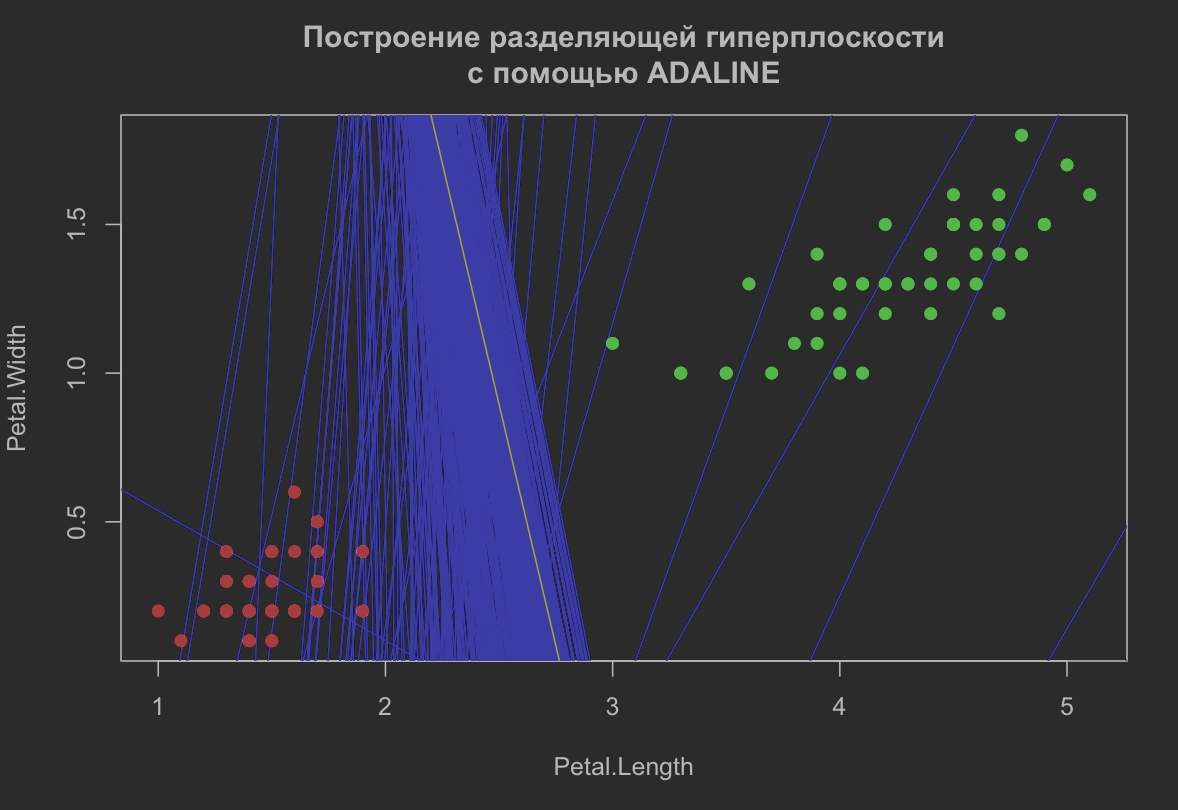 Построение разделяющей гиперплоскости
с помощью ADALINE
1.5
1.0
0.5
Petal.Width
1 2 3 4 5
Petal.Length